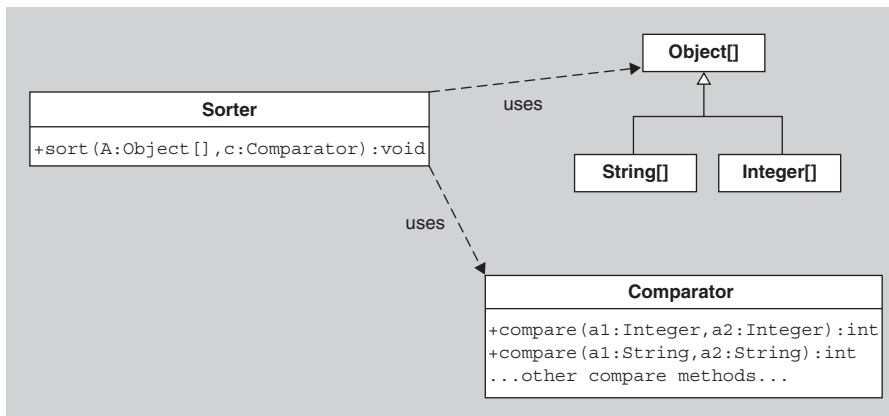 Object[]
uses
Sorter
+sort(A:Object[],c:Comparator):void
String[]
Integer[]
uses
Comparator
+compare(a1:Integer,a2:Integer):int
+compare(a1:String,a2:String):int
...other compare methods...